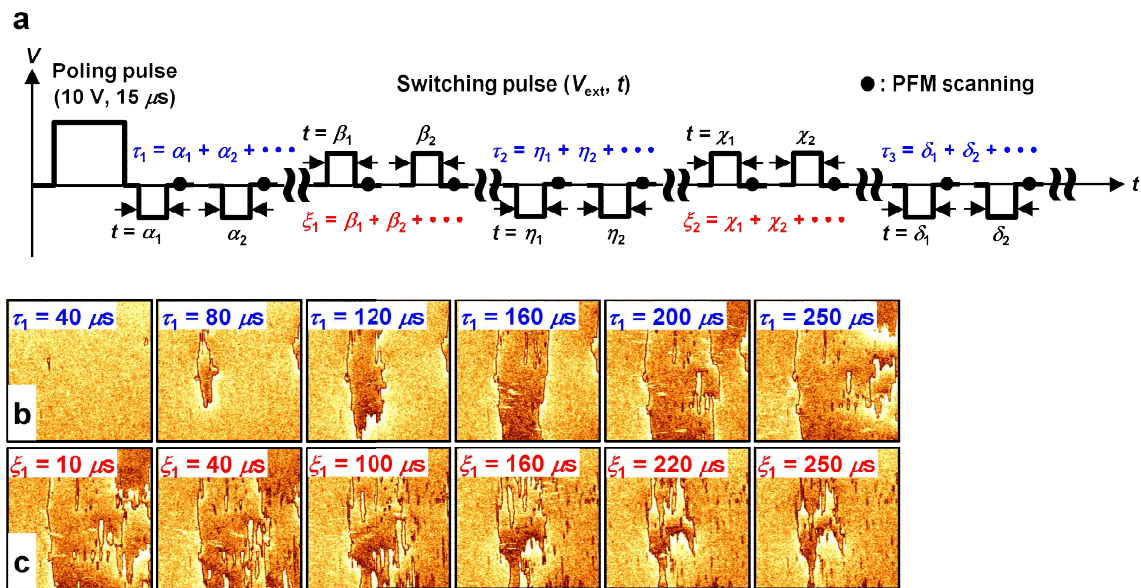 a
V
Poling pulse
(10 V, 15 μs)
Switching pulse (Vext, t)
● : PFM scanning
τ1 = α1 + α2 + • • •
t = β1
β2
τ2 = η1 + η2 + • • •
t = χ1
χ2
τ3 = δ1 + δ2 + • • •
t
t = α1
α2
ξ1 = β1 + β2 + • • •
t = η1
η2
ξ2 = χ1 + χ2 + • • •
t = δ1
δ2
τ1 = 40 μs
τ1 = 80 μs
τ1 = 120 μs
τ1 = 160 μs
τ1 = 200 μs
τ1 = 250 μs
b
ξ1 = 10 μs
ξ1 = 40 μs
ξ1 = 100 μs
ξ1 = 160 μs
ξ1 = 220 μs
ξ1 = 250 μs
c